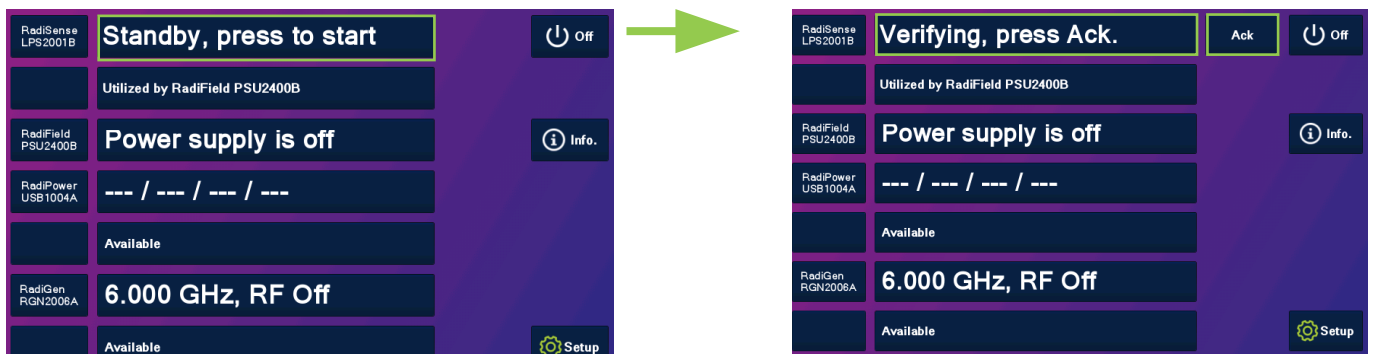 RadiSense
LPS2001B
Standby, press to start
Off
Utilized by RadiField PSU2400B
RadiField
PSU2400B
Power supply is off
Info.
RadiPower
USB1004A
--- / --- / --- / ---
Available
RadiGen
RGN2006A
6.000 GHz, RF Off
Available
Setup
RadiSense
LPS2001B
Verifying, press Ack.
Ack
Off
Utilized by RadiField PSU2400B
RadiField
PSU2400B
Power supply is off
Info.
RadiPower
USB1004A
--- / --- / --- / ---
Available
RadiGen
RGN2006A
6.000 GHz, RF Off
Available
Setup